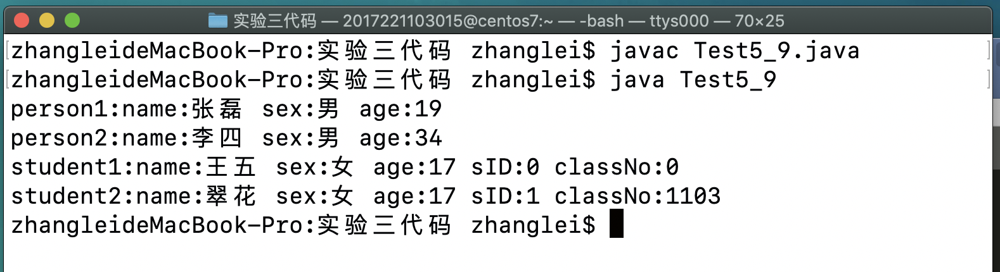 实验三代码 — 2017221103015@centos7:~ — -bash — ttys000 — 70×25
zhangleideMacBook-Pro:实验三代码 zhanglei$ javac Test5_9.java
zhangleideMacBook-Pro:实验三代码 zhanglei$ java Test5_9
person1:name:张磊 sex:男 age:19
person2:name:李四 sex:男 age:34
student1:name:王五 sex:女 age:17 sID:0 classNo:0
student2:name:翠花 sex:女 age:17 sID:1 classNo:1103
zhangleideMacBook-Pro:实验三代码 zhanglei$